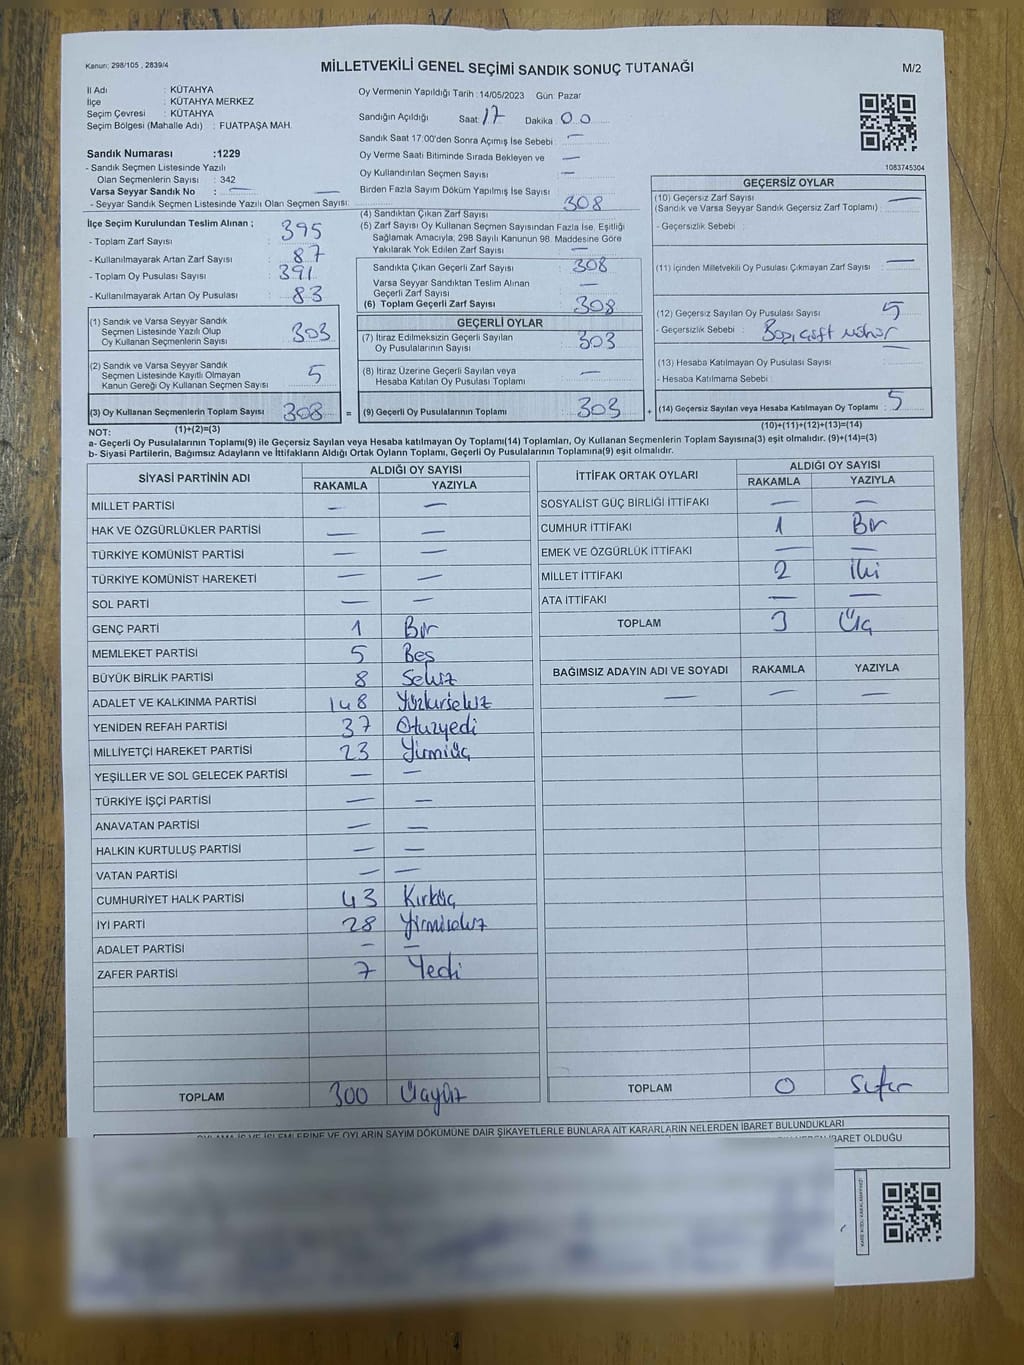 Kanun: 298/105 , 2839/4
MİLLETVEKİLİ GENEL SEÇİMİ SANDIK SONUÇ TUTANAĞI
M/2
İl Adı : KÜTAHYA
İlçe : KÜTAHYA MERKEZ
Seçim Çevresi : KÜTAHYA
Seçim Bölgesi (Mahalle Adı) : FUATPAŞA MAH.
Sandık Numarası :1229
- Sandık Seçmen Listesinde Yazılı
Olan Seçmenlerin Sayısı : 342
Varsa Seyyar Sandık No : —
- Seyyar Sandık Seçmen Listesinde Yazılı Olan Seçmen Sayısı: —
Oy Vermenin Yapıldığı Tarih :14/05/2023 Gün: Pazar
Sandığın Açıldığı Saat: 17 Dakika : 00
Sandık Saat 17:00'den Sonra Açımış İse Sebebi : —
Oy Verme Saati Bitiminde Sırada Bekleyen ve —
Oy Kullandırılan Seçmen Sayısı : —
Birden Fazla Sayım Döküm Yapılmış İse Sayısı :
1083745304
İlçe Seçim Kurulundan Teslim Alınan ;
- Toplam Zarf Sayısı : 395
- Kullanılmayarak Artan Zarf Sayısı : 87
- Toplam Oy Pusulası Sayısı : 391
- Kullanılmayarak Artan Oy Pusulası : 83
(1) Sandık ve Varsa Seyyar Sandık
Seçmen Listesinde Yazılı Olup
Oy Kullanan Seçmenlerin Sayısı : 303
(2) Sandık ve Varsa Seyyar Sandık
Seçmen Listesinde Kayıtlı Olmayan
Kanun Gereği Oy Kullanan Seçmen Sayısı : 5
(3) Oy Kullanan Seçmenlerin Toplam Sayısı : 308 =
(1)+(2)=(3)
(4) Sandıktan Çıkan Zarf Sayısı : 308
(5) Zarf Sayısı Oy Kullanan Seçmen Sayısından Fazla İse, Eşitliği
Sağlamak Amacıyla; 298 Sayılı Kanunun 98. Maddesine Göre
Yakılarak Yok Edilen Zarf Sayısı : —
Sandıkta Çıkan Geçerli Zarf Sayısı : 308
Varsa Seyyar Sandıktan Teslim Alınan
Geçerli Zarf Sayısı : —
(6) Toplam Geçerli Zarf Sayısı : 308
GEÇERLİ OYLAR
(7) İtiraz Edilmeksizin Geçerli Sayılan
Oy Pusulalarının Sayısı : 303
(8) İtiraz Üzerine Geçerli Sayılan veya
Hesaba Katılan Oy Pusulası Toplamı : —
(9) Geçerli Oy Pusulalarının Toplamı : 303 +
GEÇERSİZ OYLAR
(10) Geçersiz Zarf Sayısı —
(Sandık ve Varsa Seyyar Sandık Geçersiz Zarf Toplamı) :
- Geçersizlik Sebebi :
(11) İçinden Milletvekili Oy Pusulası Çıkmayan Zarf Sayısı : —
(12) Geçersiz Sayılan Oy Pusulası Sayısı : 5
- Geçersizlik Sebebi : Bazı çift mühür
(13) Hesaba Katılmayan Oy Pusulası Sayısı : —
- Hesaba Katılmama Sebebi :
(14) Geçersiz Sayılan veya Hesaba Katılmayan Oy Toplamı : 5
(10)+(11)+(12)+(13)=(14)
NOT:
a- Geçerli Oy Pusulalarının Toplamı(9) ile Geçersiz Sayılan veya Hesaba katılmayan Oy Toplamı(14) Toplamları, Oy Kullanan Seçmenlerin Toplam Sayısına(3) eşit olmalıdır. (9)+(14)=(3)
b- Siyasi Partilerin, Bağımsız Adayların ve İttifakların Aldığı Ortak Oyların Toplamı, Geçerli Oy Pusulalarının Toplamına(9) eşit olmalıdır.
SİYASİ PARTİNİN ADI ALDIĞI OY SAYISI
RAKAMLA YAZIYLA
MİLLET PARTİSİ — —
HAK VE ÖZGÜRLÜKLER PARTİSİ — —
TÜRKİYE KOMÜNİST PARTİSİ — —
TÜRKİYE KOMÜNİST HAREKETİ — —
SOL PARTİ — —
GENÇ PARTİ 1 Bir
MEMLEKET PARTİSİ 5 Beş
BÜYÜK BİRLİK PARTİSİ 8 Sekiz
ADALET VE KALKINMA PARTİSİ 148 Yüzkırksekiz
YENİDEN REFAH PARTİSİ 37 Otuzyedi
MİLLİYETÇİ HAREKET PARTİSİ 23 Yirmiüç
YEŞİLLER VE SOL GELECEK PARTİSİ — —
TÜRKİYE İŞÇİ PARTİSİ — —
ANAVATAN PARTİSİ — —
HALKIN KURTULUŞ PARTİSİ — —
VATAN PARTİSİ — —
CUMHURİYET HALK PARTİSİ 43 Kırküç
İYİ PARTİ 28 Yirmisekiz
ADALET PARTİSİ — —
ZAFER PARTİSİ 7 Yedi
TOPLAM 300 Üçyüz
İTTİFAK ORTAK OYLARI ALDIĞI OY SAYISI
RAKAMLA YAZIYLA
SOSYALİST GÜÇ BİRLİĞİ İTTİFAKI — —
CUMHUR İTTİFAKI 1 Bir
EMEK VE ÖZGÜRLÜK İTTİFAKI — —
MİLLET İTTİFAKI 2 İki
ATA İTTİFAKI — —
TOPLAM 3 Üç
BAĞIMSIZ ADAYIN ADI VE SOYADI RAKAMLA YAZIYLA
— — —
TOPLAM 0 Sıfır
OYLAMA İŞ VE İŞLEMLERİNE VE OYLARIN SAYIM DÖKÜMÜNE DAİR ŞİKAYETLERLE BUNLARA AİT KARARLARIN NELERDEN İBARET BULUNDUKLARI
İBARET OLDUĞU